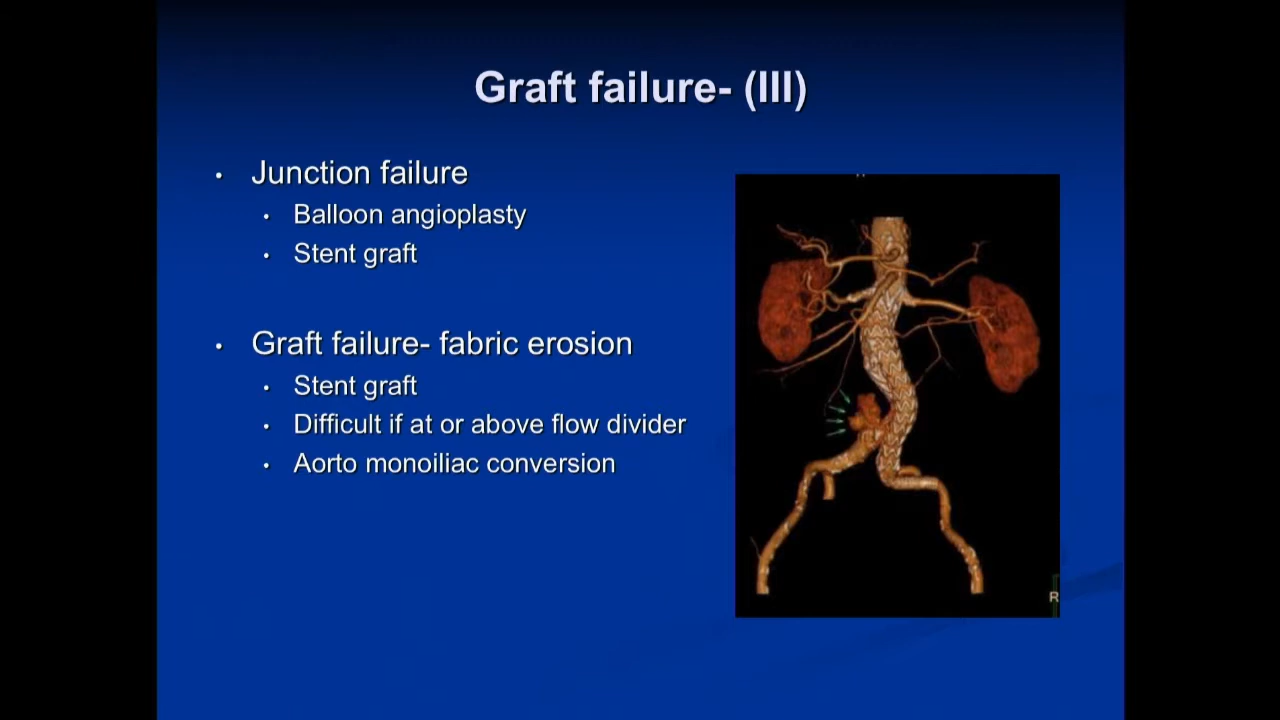 Graft failure- (III)
• Junction failure
• Balloon angioplasty
• Stent graft
• Graft failure- fabric erosion
• Stent graft
• Difficult if at or above flow divider
• Aorto monoiliac conversion
R